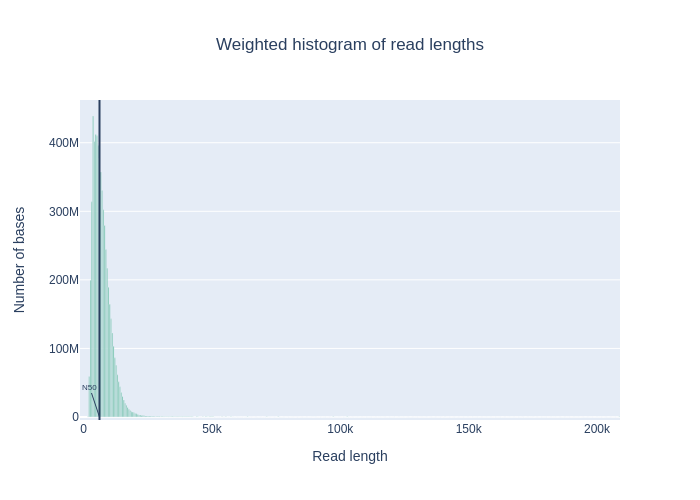 Weighted histogram of read lengths
Number of bases
400M
300M
200M
100M
0
N50
0 50k 100k 150k 200k
Read length